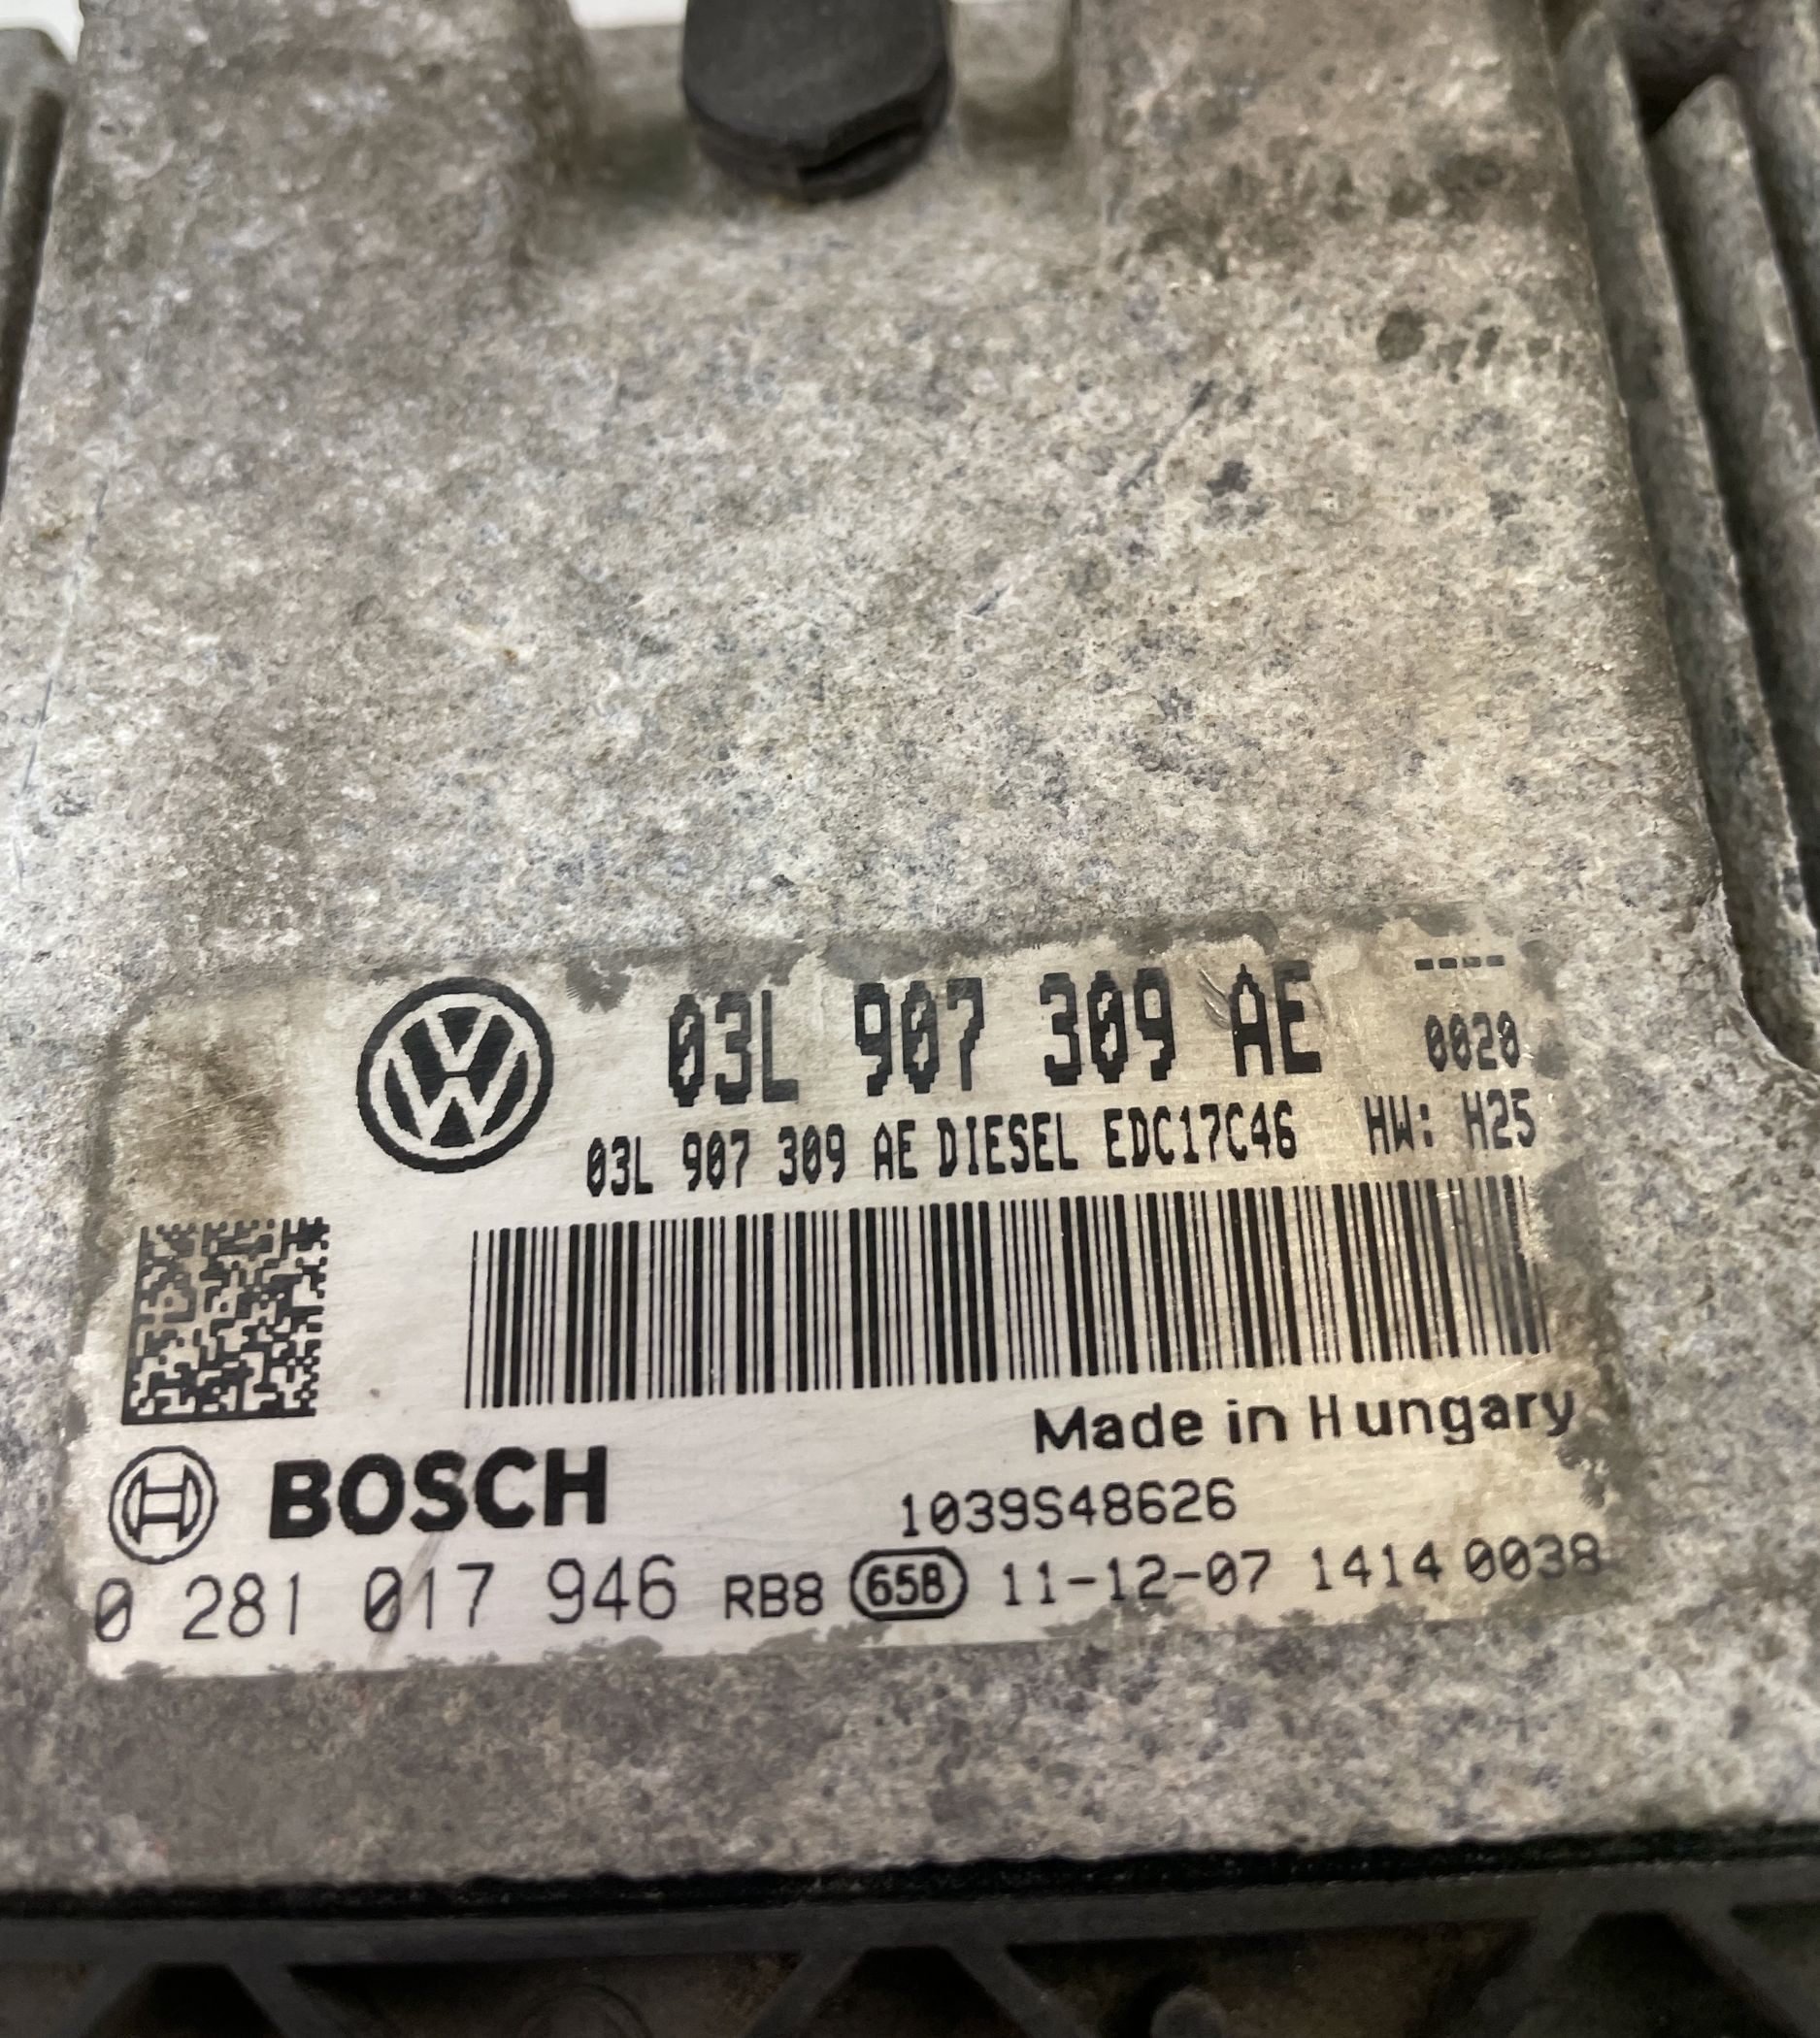 03L 907 309 AE ----
0020
03L 907 309 AE DIESEL EDC17C46 HW: H25
Made in Hungary
BOSCH 1039S48626
0 281 017 946 RB8 658 11-12-07 1414 0038